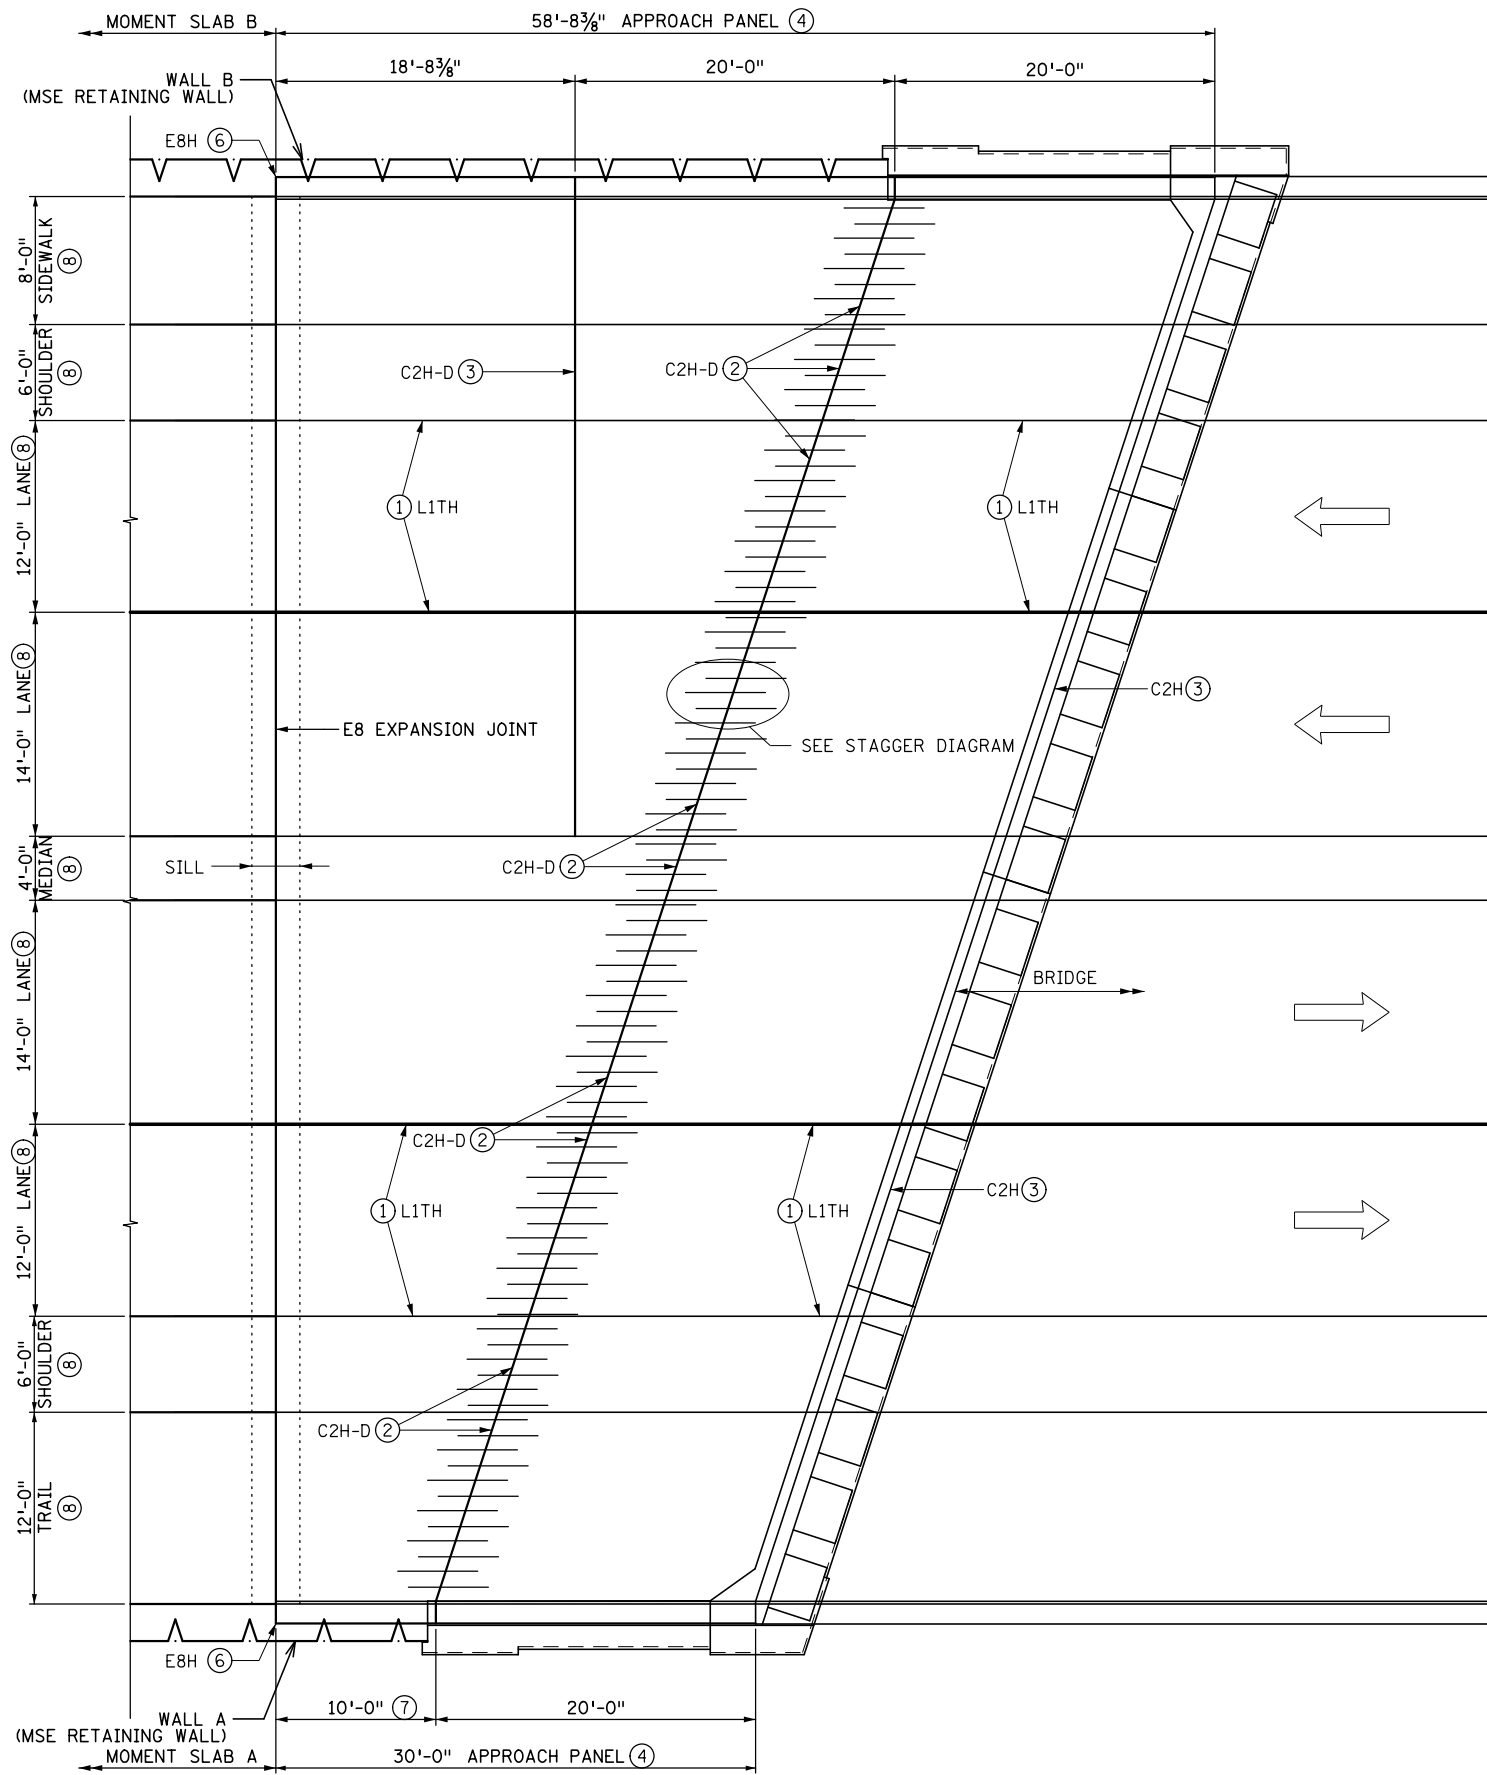 MOMENT SLAB B
58'-8⅜" APPROACH PANEL 4
18'-8⅜"
20'-0"
20'-0"
WALL B
(MSE RETAINING WALL)
E8H 6
8'-0"
SIDEWALK
8
6'-0"
SHOULDER
8
C2H-D 3
C2H-D 2
12'-0" LANE 8
1 L1TH
1 L1TH
14'-0" LANE 8
C2H 3
E8 EXPANSION JOINT
SEE STAGGER DIAGRAM
4'-0"
MEDIAN
8
SILL
C2H-D 2
14'-0" LANE 8
BRIDGE
C2H-D 2
12'-0" LANE 8
1 L1TH
1 L1TH
C2H 3
6'-0"
SHOULDER
8
C2H-D 2
12'-0"
TRAIL
8
E8H 6
10'-0" 7
20'-0"
WALL A
(MSE RETAINING WALL)
MOMENT SLAB A
30'-0" APPROACH PANEL 4